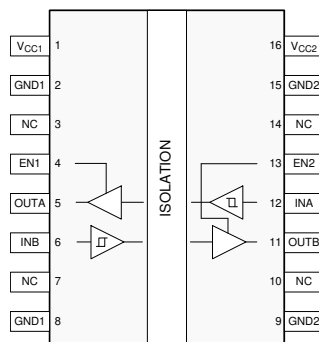 VCC1 1 16 VCC2
GND1 2 15 GND2
NC 3 14 NC
EN1 4 13 EN2
OUTA 5 12 INA
INB 6 11 OUTB
NC 7 10 NC
GND1 8 9 GND2
ISOLATION